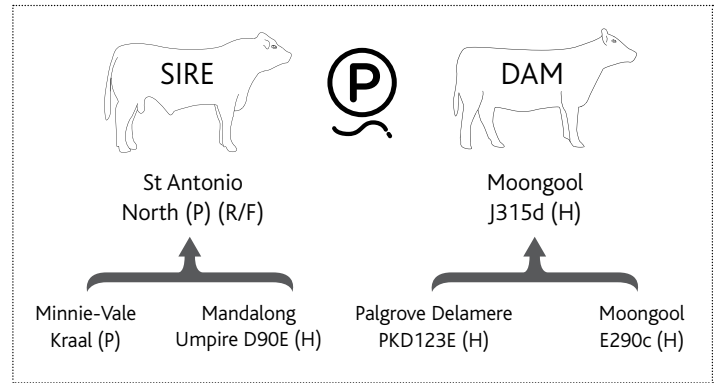 SIRE
P
DAM
St Antonio
North (P) (R/F)
Moongool
J315d (H)
Minnie-Vale
Kraal (P)
Mandalong
Umpire D90E (H)
Palgrove Delamere
PKD123E (H)
Moongool
E290c (H)